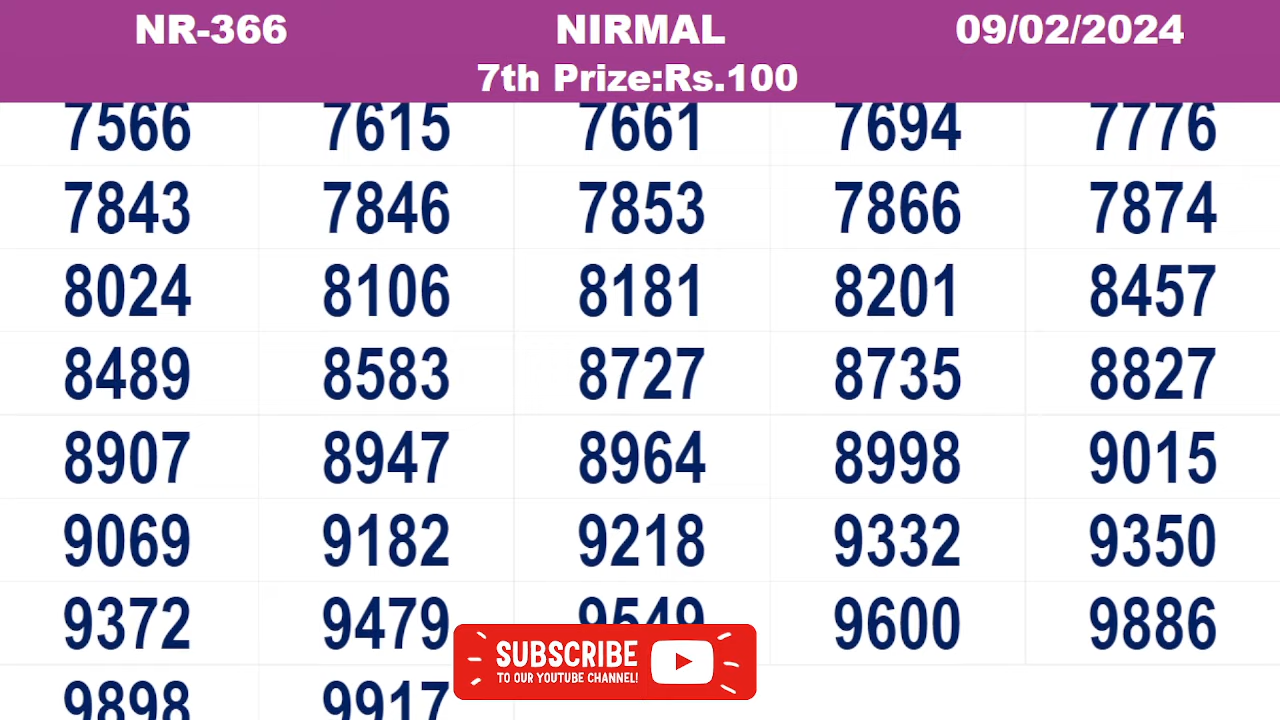 NR-366 NIRMAL 09/02/2024
7th Prize:Rs.100
7566 7615 7661 7694 7776
7843 7846 7853 7866 7874
8024 8106 8181 8201 8457
8489 8583 8727 8735 8827
8907 8947 8964 8998 9015
9069 9182 9218 9332 9350
9372 9479 9549 9600 9886
9898 9917
SUBSCRIBE
TO OUR YOUTUBE CHANNEL!